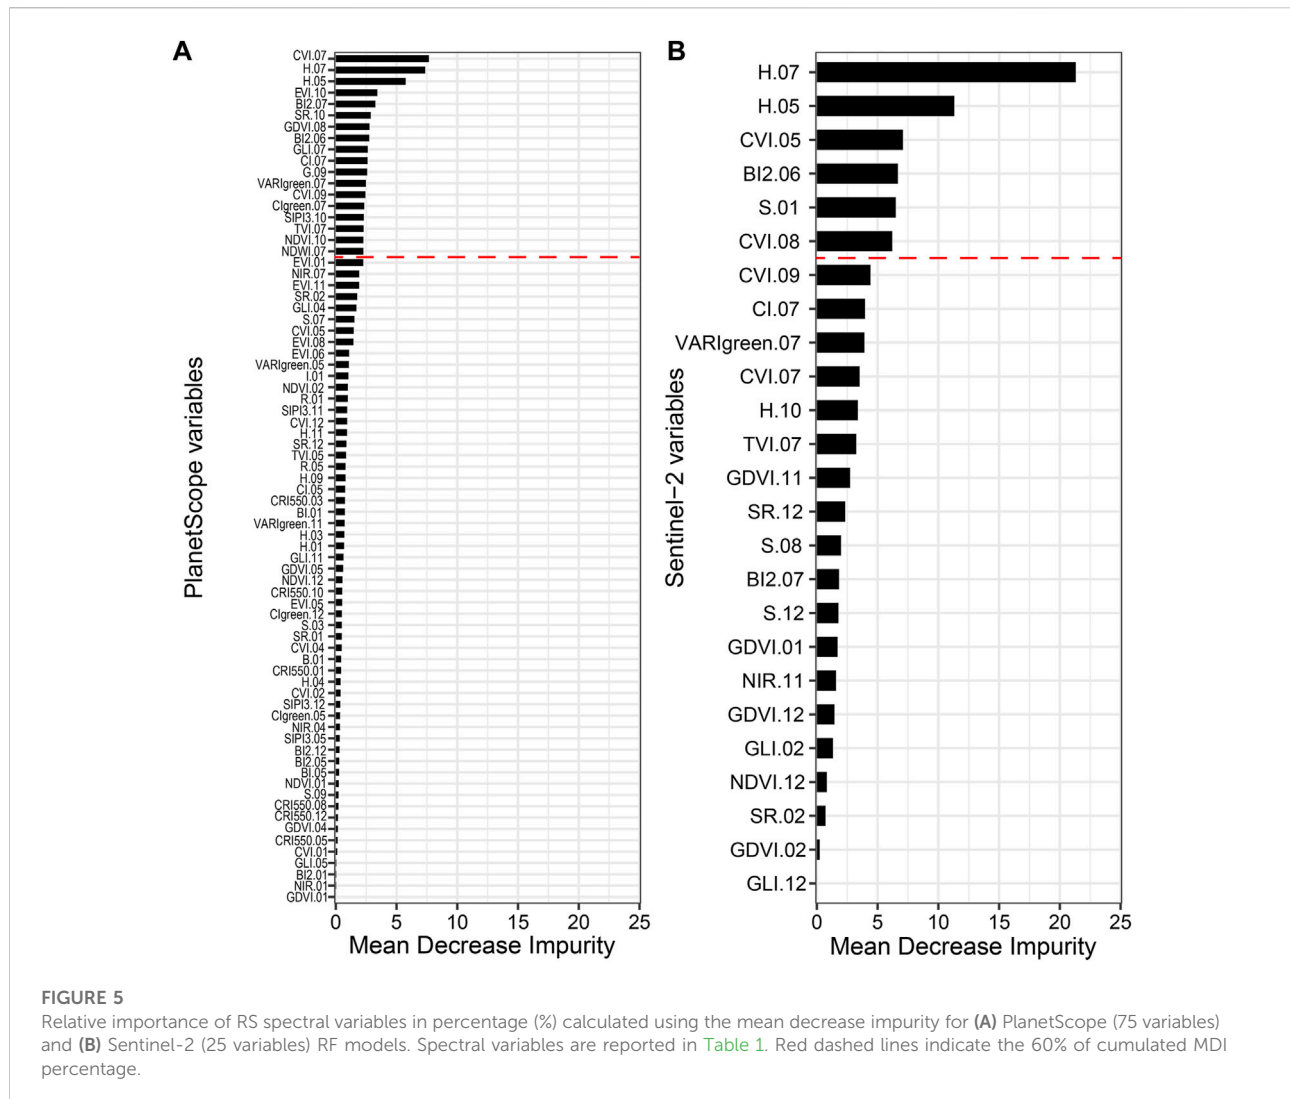 A
CVI.07
H.07
H.05
EVI.10
BI2.07
SR.10
GDVI.08
BI2.06
GLI.07
CI.07
G.09
VARIgreen.07
CVI.09
CIgreen.07
SIPI3.10
TVI.07
NDVI.10
NDWI.07
EVI.01
NIR.07
EVI.11
SR.02
GLI.04
S.07
CVI.05
EVI.08
EVI.06
VARIgreen.05
I.01
NDVI.02
R.01
SIPI3.11
CVI.12
H.11
SR.12
TVI.05
R.05
H.09
CI.05
CRI550.03
BI.01
VARIgreen.11
H.03
H.01
GLI.11
GDVI.05
NDVI.12
CRI550.10
EVI.05
CIgreen.12
S.03
SR.01
CVI.04
B.01
CRI550.01
H.04
CVI.02
SIPI3.12
CIgreen.05
NIR.04
SIPI3.05
BI2.12
BI2.05
BI.05
NDVI.01
S.09
CRI550.08
CRI550.12
GDVI.04
CRI550.05
CVI.01
GLI.05
BI2.01
NIR.01
GDVI.01
PlanetScope variables
0 5 10 15 20 25
Mean Decrease Impurity
B
H.07
H.05
CVI.05
BI2.06
S.01
CVI.08
CVI.09
CI.07
VARIgreen.07
CVI.07
H.10
TVI.07
GDVI.11
SR.12
S.08
BI2.07
S.12
GDVI.01
NIR.11
GDVI.12
GLI.02
NDVI.12
SR.02
GDVI.02
GLI.12
Sentinel−2 variables
0 5 10 15 20 25
Mean Decrease Impurity
FIGURE 5
Relative importance of RS spectral variables in percentage (%) calculated using the mean decrease impurity for (A) PlanetScope (75 variables)
and (B) Sentinel-2 (25 variables) RF models. Spectral variables are reported in Table 1. Red dashed lines indicate the 60% of cumulated MDI
percentage.